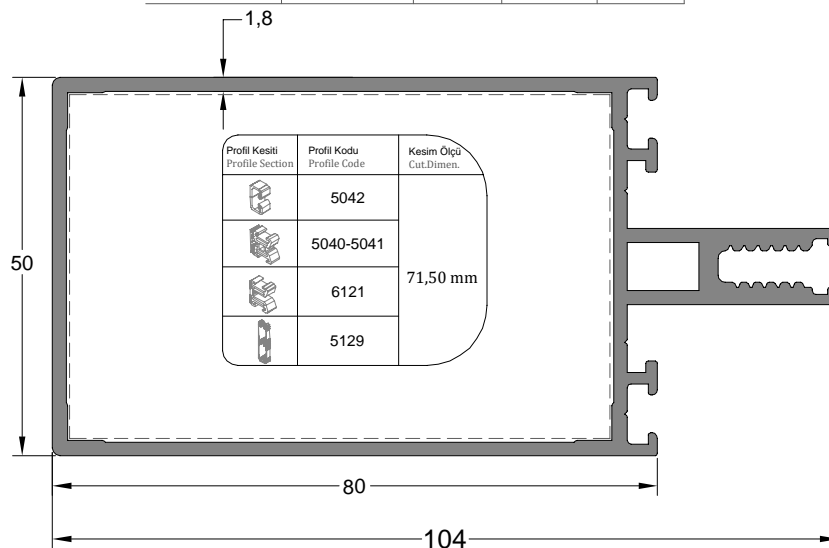 1,8
Profil Kesiti Profil Kodu Kesim Ölçü
Profile Section Profile Code Cut.Dimen.
5042
5040-5041
6121
5129
71,50 mm
50
80
104